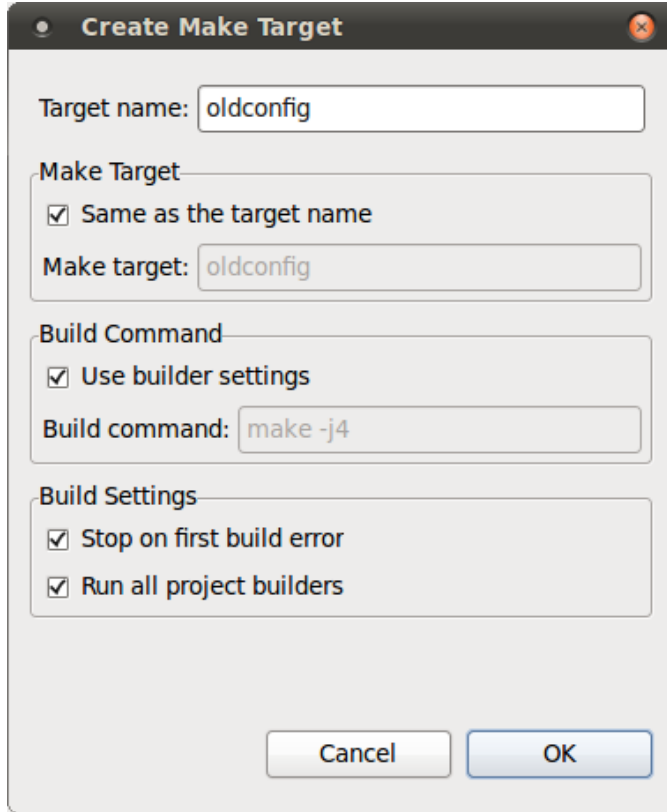 Create Make Target
Target name: oldconfig
Make Target
Same as the target name
Make target: oldconfig
Build Command
Use builder settings
Build command: make -j4
Build Settings
Stop on first build error
Run all project builders
Cancel OK